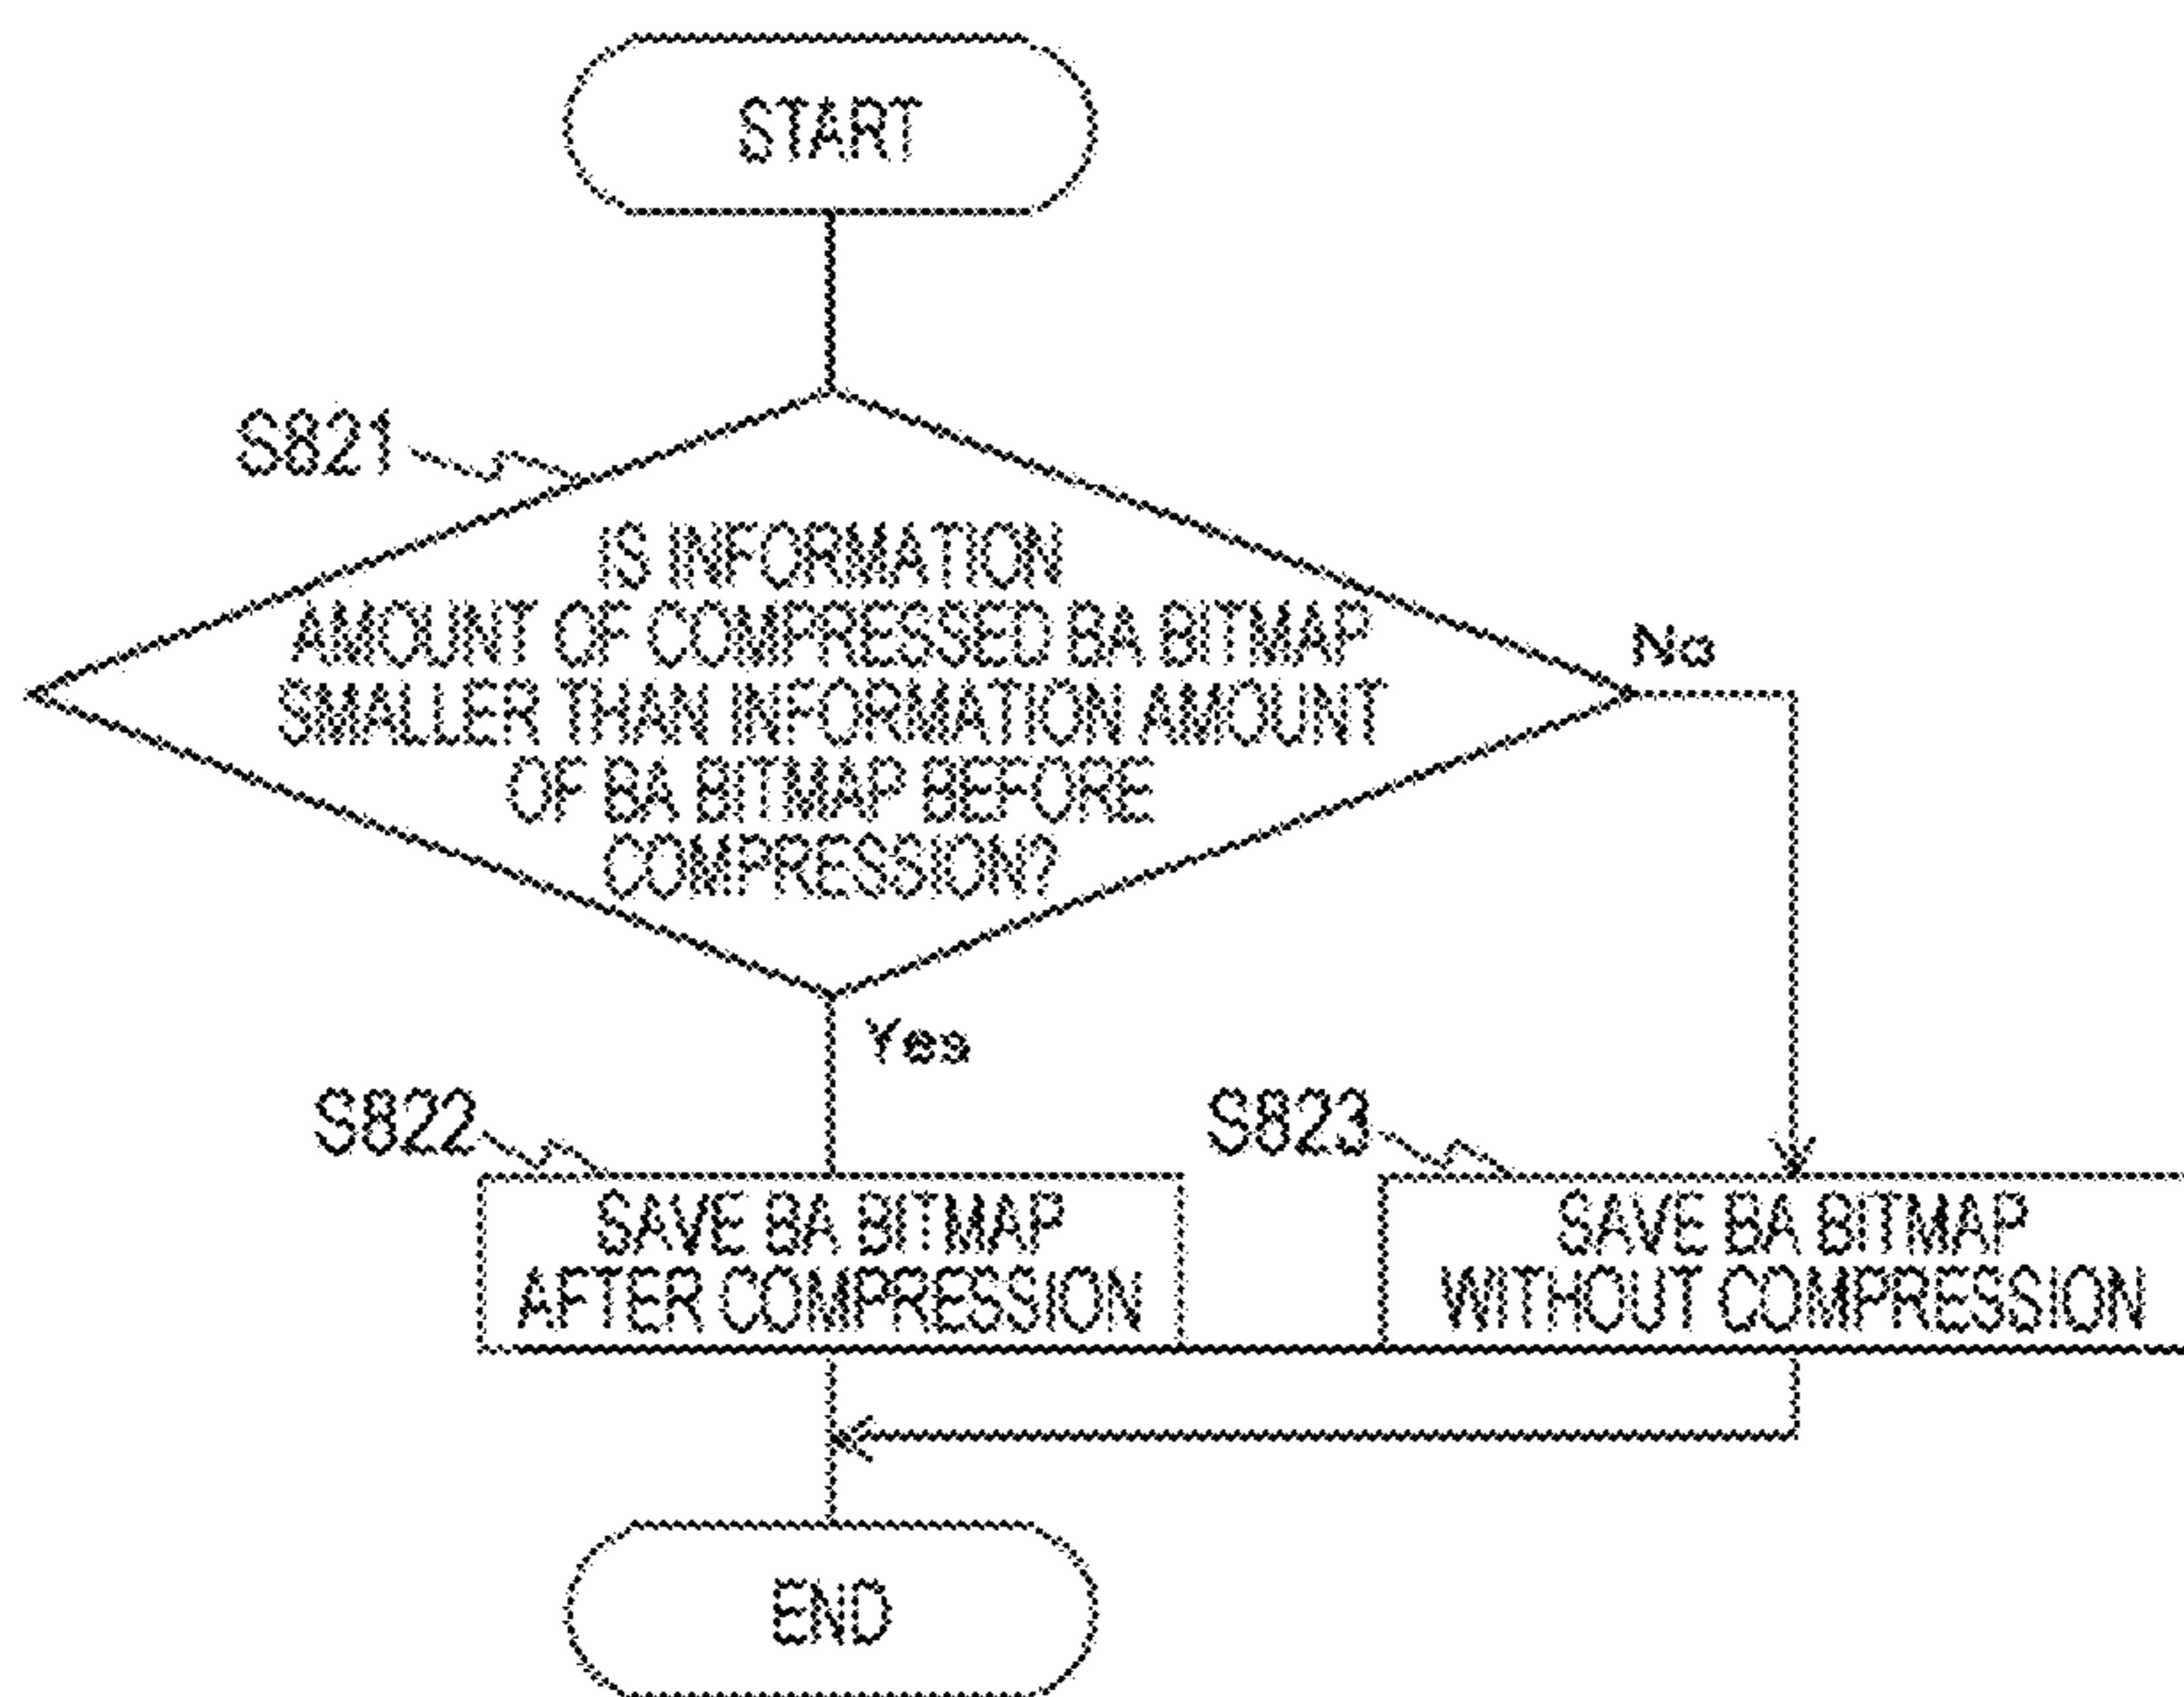 START
S821
IS INFORMATION
AMOUNT OF COMPRESSED BA BITMAP
SMALLER THAN INFORMATION AMOUNT
OF BA BITMAP BEFORE
COMPRESSION?
No
Yes
S822
S823
SAVE BA BITMAP
AFTER COMPRESSION
SAVE BA BITMAP
WITHOUT COMPRESSION
END